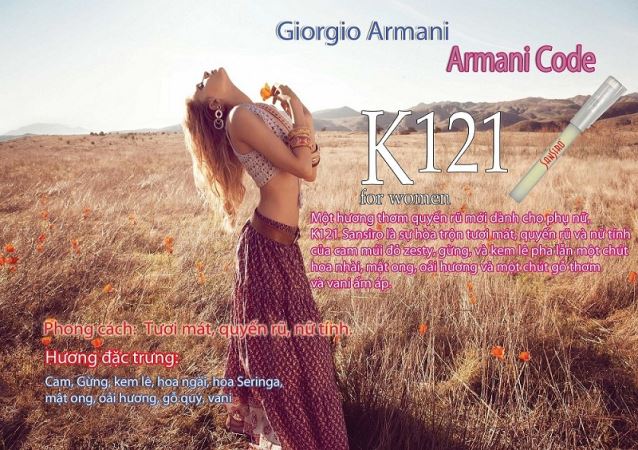 Giorgio Armani
Armani Code
K121
for women
SANSIRO
Một hương thơm quyến rũ mới dành cho phụ nữ.
K121 Sansiro là sự hòa trộn tươi mát, quyến rũ và nữ tính
của cam múi đỏ zesty, gừng, và kem lê pha lẫn một chút
hoa nhài, mật ong, oải hương và một chút gỗ thơm
và vani ấm áp.
Phong cách: Tươi mát, quyến rũ, nữ tính.
Hương đặc trưng:
Cam, Gừng, kem lê, hoa ngãi, hoa Seringa,
mật ong, oải hương, gỗ quý, vani